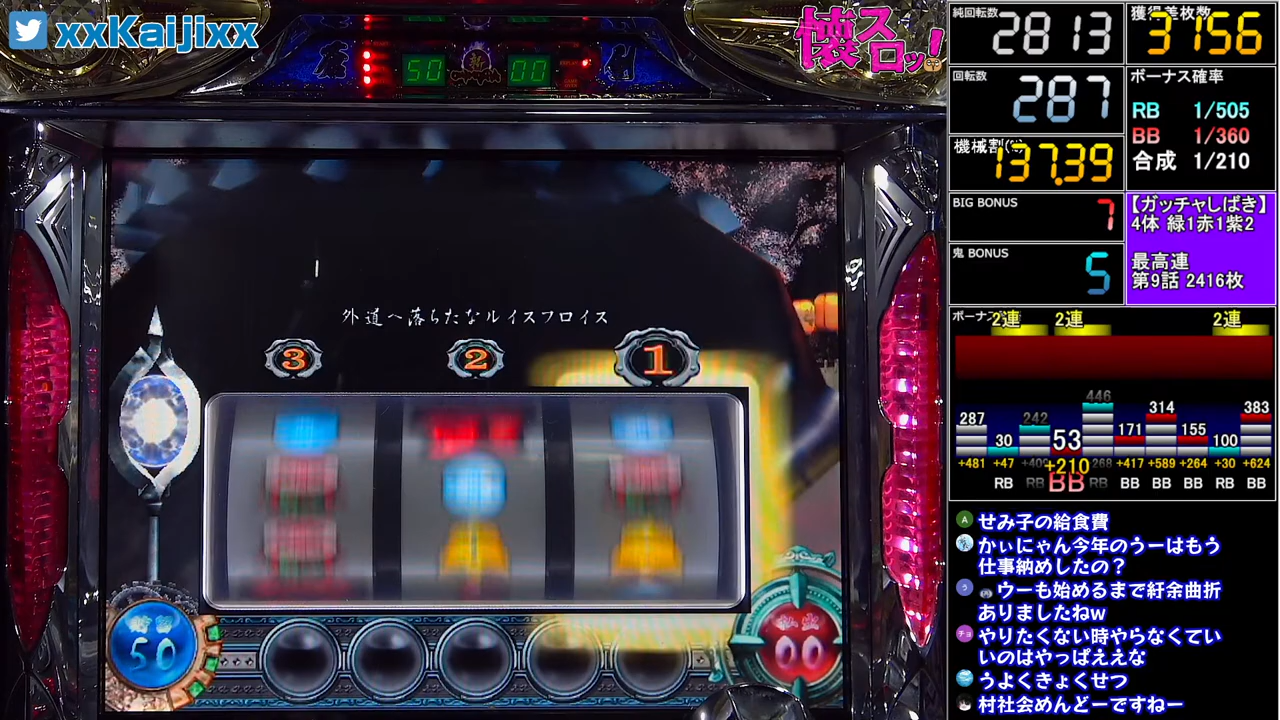 xxKaijixx
懐スロッ!
50
00
外道へ落ちたなルイスフロイス
3
2
1
貯留
50
払出
00
純回転数
2813
獲得差枚数
3156
回転数
287
ボーナス確率
RB 1/505
BB 1/360
合成 1/210
機械割(%)
137.39
BIG BONUS
7
鬼 BONUS
5
【ガッチャしばき】
4体 緑1赤1紫2
最高連
第9話 2416枚
2連 2連 2連
287 30 242 53 446 171 314 155 100 383
+481 +47 +210 268 +417 +589 +264 +30 +624
RB RB BB RB BB BB BB RB BB
せみ子の給食費
かぃにゃん今年のうーはもう
仕事納めしたの?
ウーも始めるまで紆余曲折
ありましたねw
やりたくない時やらなくてい
いのはやっぱええな
うよくきょくせつ
村社会めんどーですねー